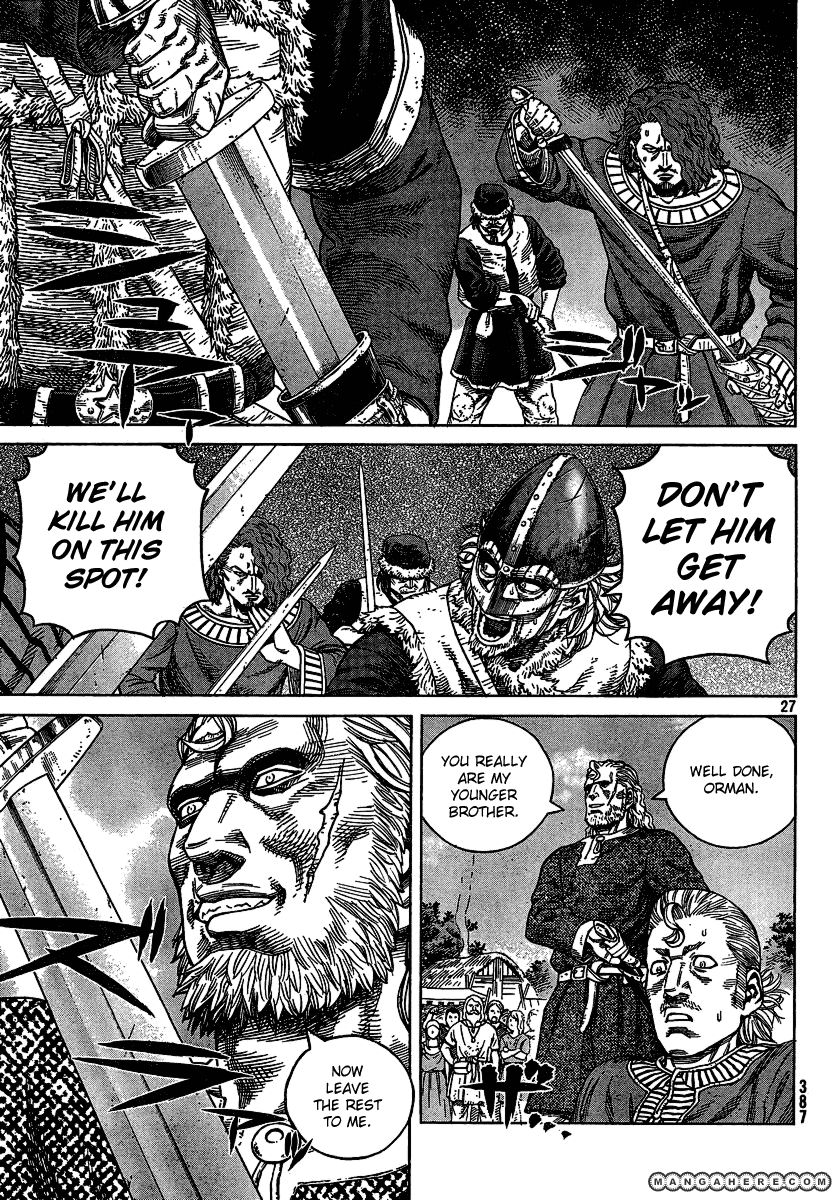 DON'T
LET HIM
GET
AWAY!
WE'LL
KILL HIM
ON THIS
SPOT!
27
WELL DONE,
ORMAN.
YOU REALLY
ARE MY
YOUNGER
BROTHER.
NOW
LEAVE
THE REST
TO ME.
387
MANGAHERE.COM